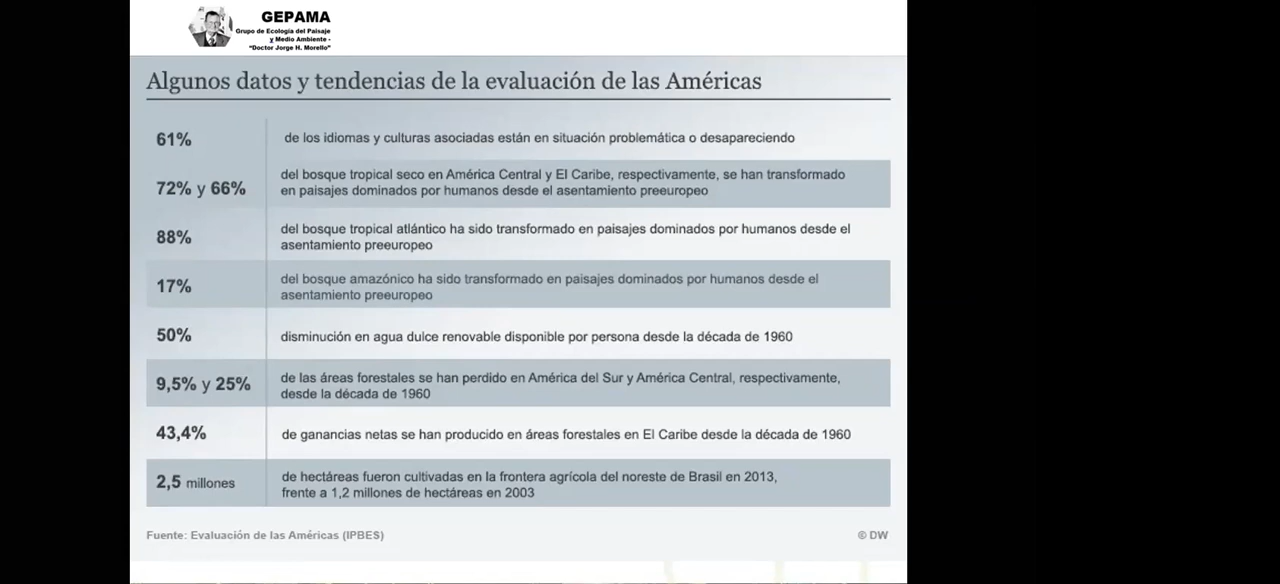 GEPAMA
Grupo de Ecología del Paisaje
y Medio Ambiente -
"Doctor Jorge H. Morello"
Algunos datos y tendencias de la evaluación de las Américas
61%
de los idiomas y culturas asociadas están en situación problemática o desapareciendo
72% y 66%
del bosque tropical seco en América Central y El Caribe, respectivamente, se han transformado
en paisajes dominados por humanos desde el asentamiento preeuropeo
88%
del bosque tropical atlántico ha sido transformado en paisajes dominados por humanos desde el
asentamiento preeuropeo
17%
del bosque amazónico ha sido transformado en paisajes dominados por humanos desde el
asentamiento preeuropeo
50%
disminución en agua dulce renovable disponible por persona desde la década de 1960
9,5% y 25%
de las áreas forestales se han perdido en América del Sur y América Central, respectivamente,
desde la década de 1960
43,4%
de ganancias netas se han producido en áreas forestales en El Caribe desde la década de 1960
2,5 millones
de hectáreas fueron cultivadas en la frontera agrícola del noreste de Brasil en 2013,
frente a 1,2 millones de hectáreas en 2003
Fuente: Evaluación de las Américas (IPBES)
© DW